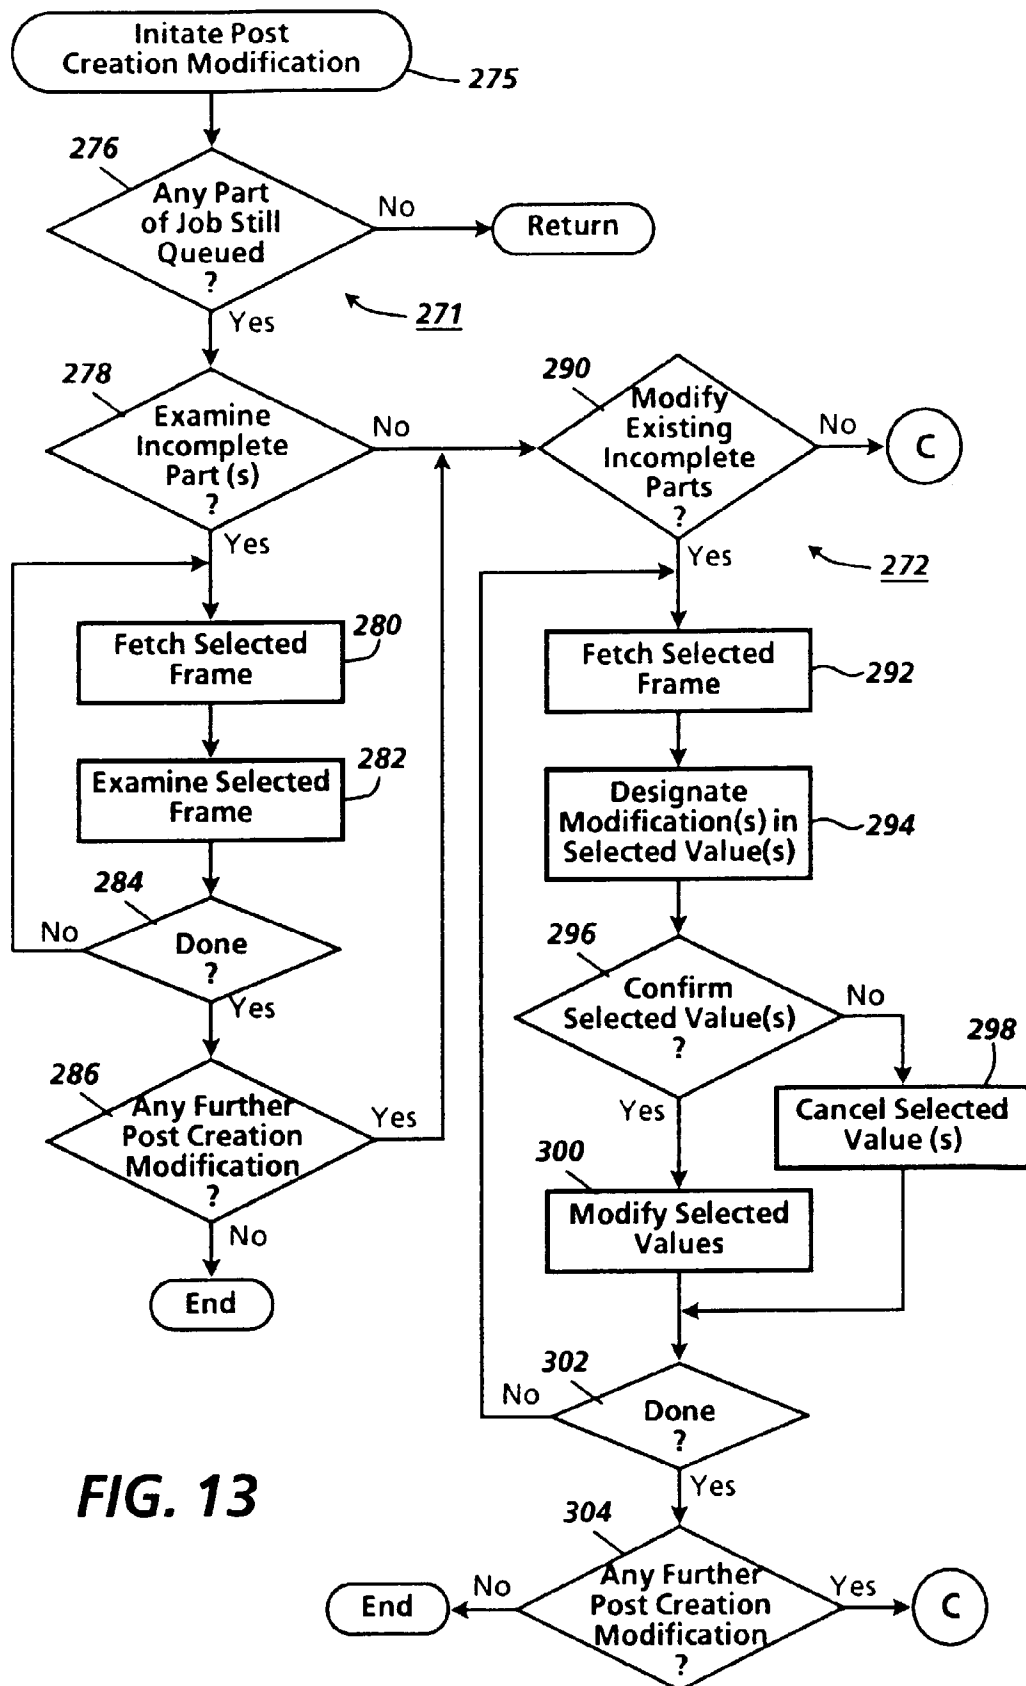 Initate Post
Creation Modification
275
276
Any Part
of Job Still
Queued
?
No
Return
271
Yes
278
Examine
Incomplete
Part (s)
?
No
290
Modify
Existing
Incomplete
Parts
?
No
C
Yes
Yes
272
280
Fetch Selected
Frame
Fetch Selected
Frame
292
282
Examine Selected
Frame
Designate
Modification(s) in
Selected Value(s)
294
284
No
Done
?
Yes
296
Confirm
Selected Value(s)
?
No
298
Cancel Selected
Value (s)
286
Any Further
Post Creation
Modification
?
Yes
Yes
300
Modify Selected
Values
No
End
302
No
Done
?
Yes
FIG. 13
304
Any Further
Post Creation
Modification
?
No
End
Yes
C